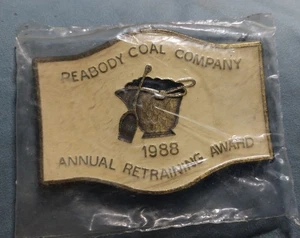 PEABODY COAL COMPANY
1988
ANNUAL RETRAINING AWARD